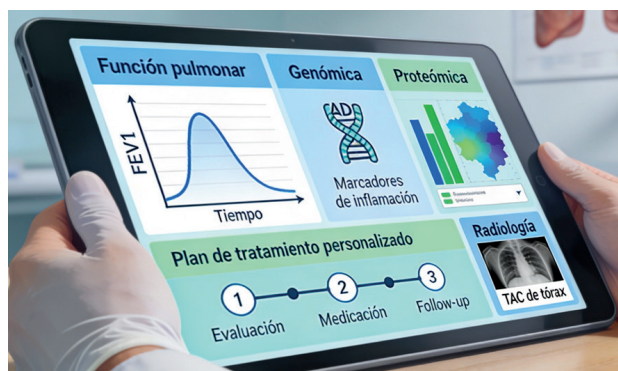 Función pulmonar
FEV1
Tiempo
Genómica
ADJ
Marcadores
de inflamación
Proteómica
Plan de tratamiento personalizado
1
Evaluación
2
Medicación
3
Follow-up
Radiología
TAC de tórax